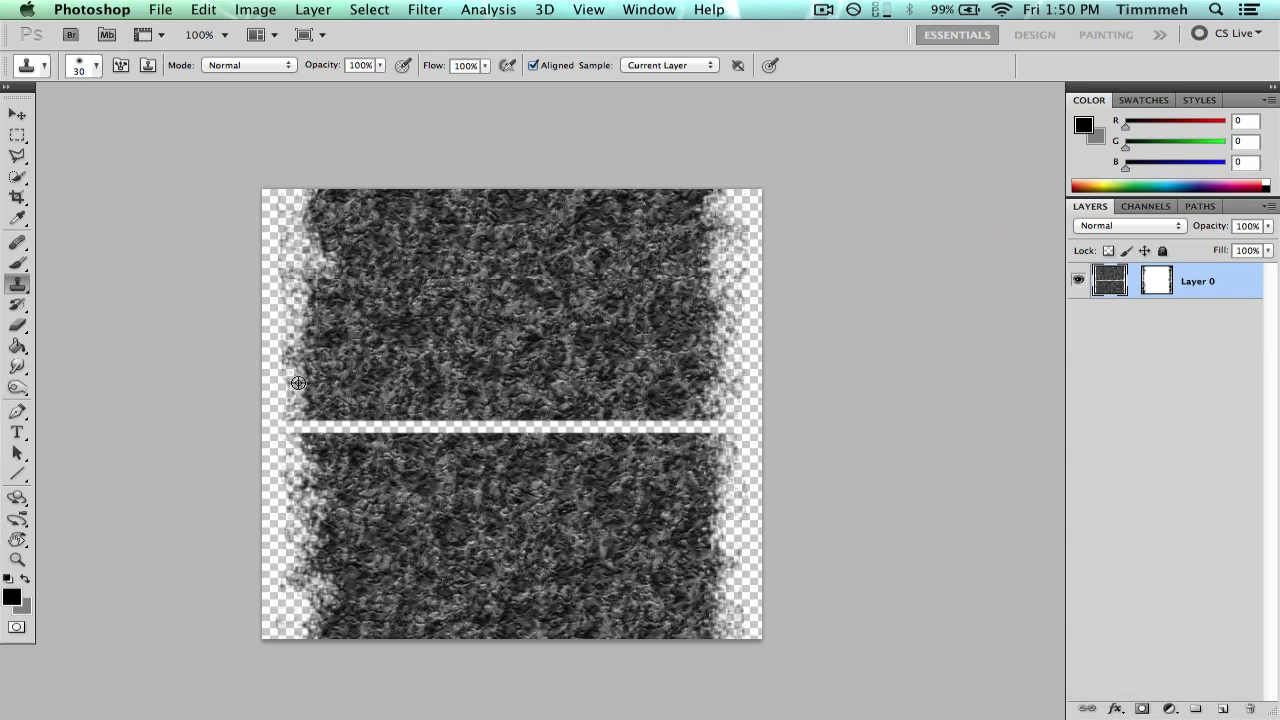 Photoshop File Edit Image Layer Select Filter Analysis 3D View Window Help 99% Fri 1:50 PM Timmmeh
Ps Br Mb 100% ESSENTIALS DESIGN PAINTING CS Live
30 Mode: Normal Opacity: 100% Flow: 100% Aligned Sample: Current Layer
COLOR SWATCHES STYLES
R 0
G 0
B 0
LAYERS CHANNELS PATHS
Normal Opacity: 100%
Lock: Fill: 100%
Layer 0
T
fx